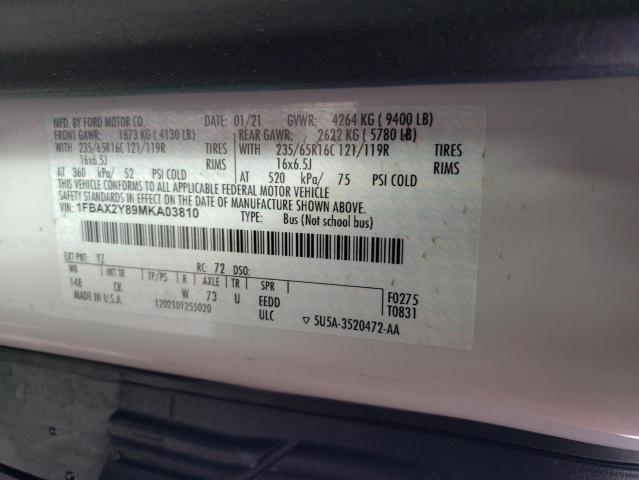 MFD. BY FORD MOTOR CO. DATE: 01/21 GVWR: 4264 KG ( 9400 LB)
FRONT GAWR: 1873 KG ( 4130 LB) REAR GAWR: 2622 KG ( 5780 LB)
WITH 235/65R16C 121/119R TIRES WITH 235/65R16C 121/119R TIRES
16x6.5J RIMS 16x6.5J RIMS
AT 360 kPa/ 52 PSI COLD AT 520 kPa/ 75 PSI COLD
THIS VEHICLE CONFORMS TO ALL APPLICABLE FEDERAL MOTOR VEHICLE
SAFETY STANDARDS IN EFFECT ON THE DATE OF MANUFACTURE SHOWN ABOVE.
VIN: 1FBAX2Y89MKA03810 TYPE: Bus (Not school bus)
EXT PNT: YZ RC: 72 DSO:
WB INT TR TP/PS R AXLE TR SPR F0275
148 CK W 73 U EEDD T0831
MADE IN U.S.A. 1202101255020 ULC ▽ 5U5A-3520472-AA